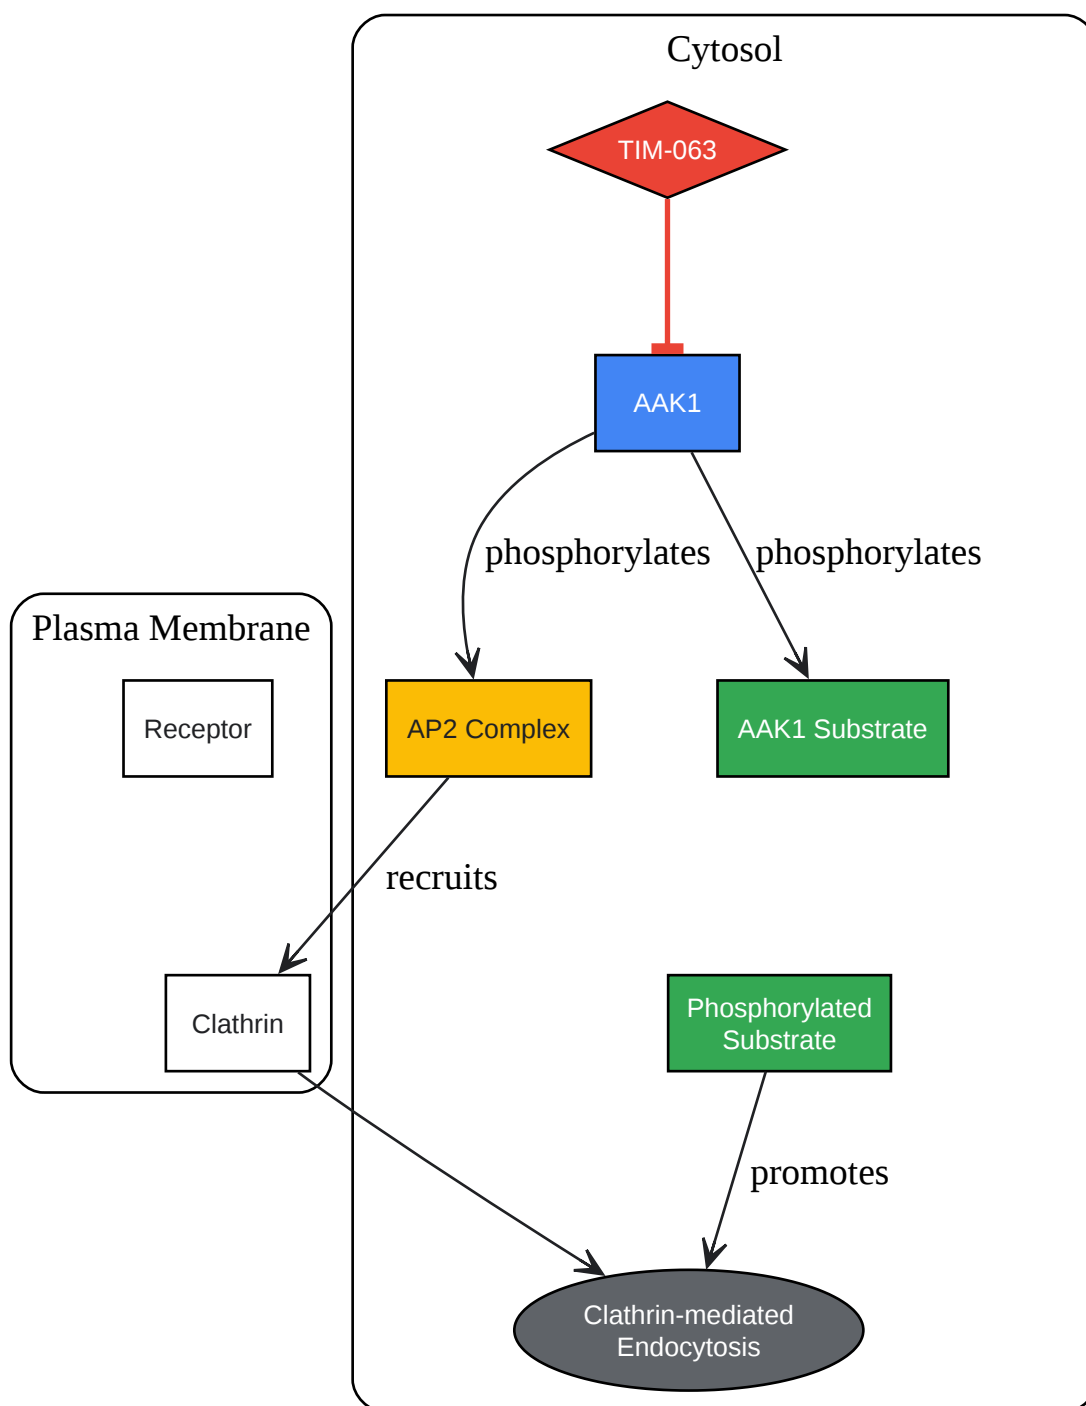 Cytosol
TIM-063
AAK1
phosphorylates
phosphorylates
Plasma Membrane
Receptor
AP2 Complex
AAK1 Substrate
recruits
Clathrin
Phosphorylated
Substrate
promotes
Clathrin-mediated
Endocytosis